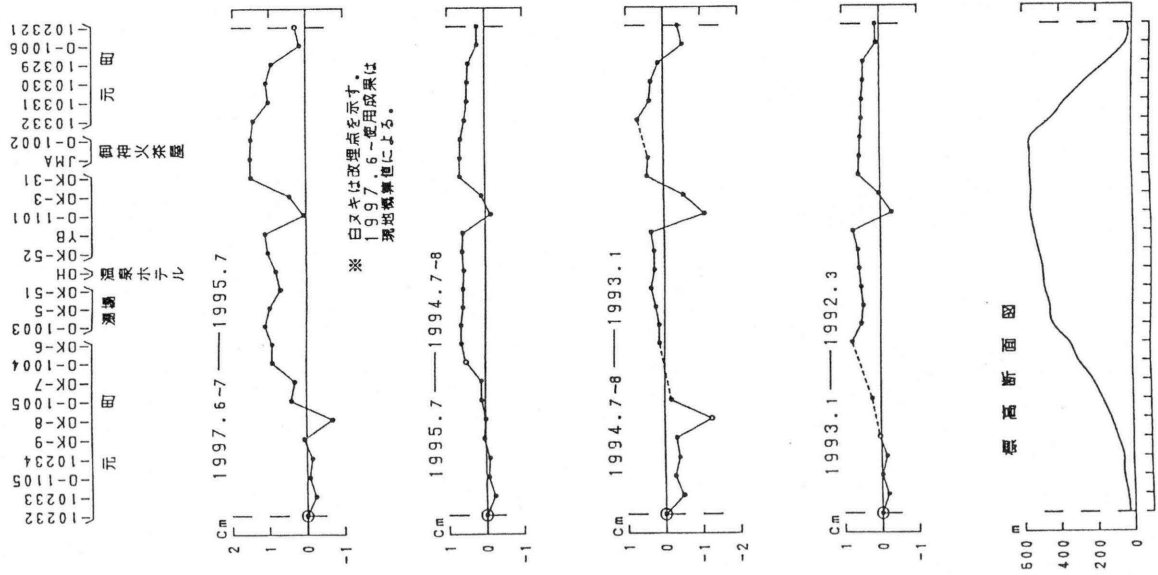 10232
10233
O-1105
10234
OK-9
OK-8
O-1005
OK-7
O-1004
OK-6
O-1003
OK-5
OK-51
OH
OK-52
YB
O-1101
OK-3
OK-31
JMA
O-1002
10332
10331
10330
10329
O-1006
102321
元 町
湯場
温泉ホテル
御神火茶屋
元 町
cm
2
1
0
-1
1997.6~7 ―― 1995.7
※ 白ヌキは改埋点を示す。
1997.6~使用成果は
現地概算値による。
cm
1
0
-1
1995.7 ―― 1994.7~8
cm
1
0
-1
-2
1994.7~8 ―― 1993.1
cm
1
0
-1
1993.1 ―― 1992.3
標高断面図
m
600
400
200
0